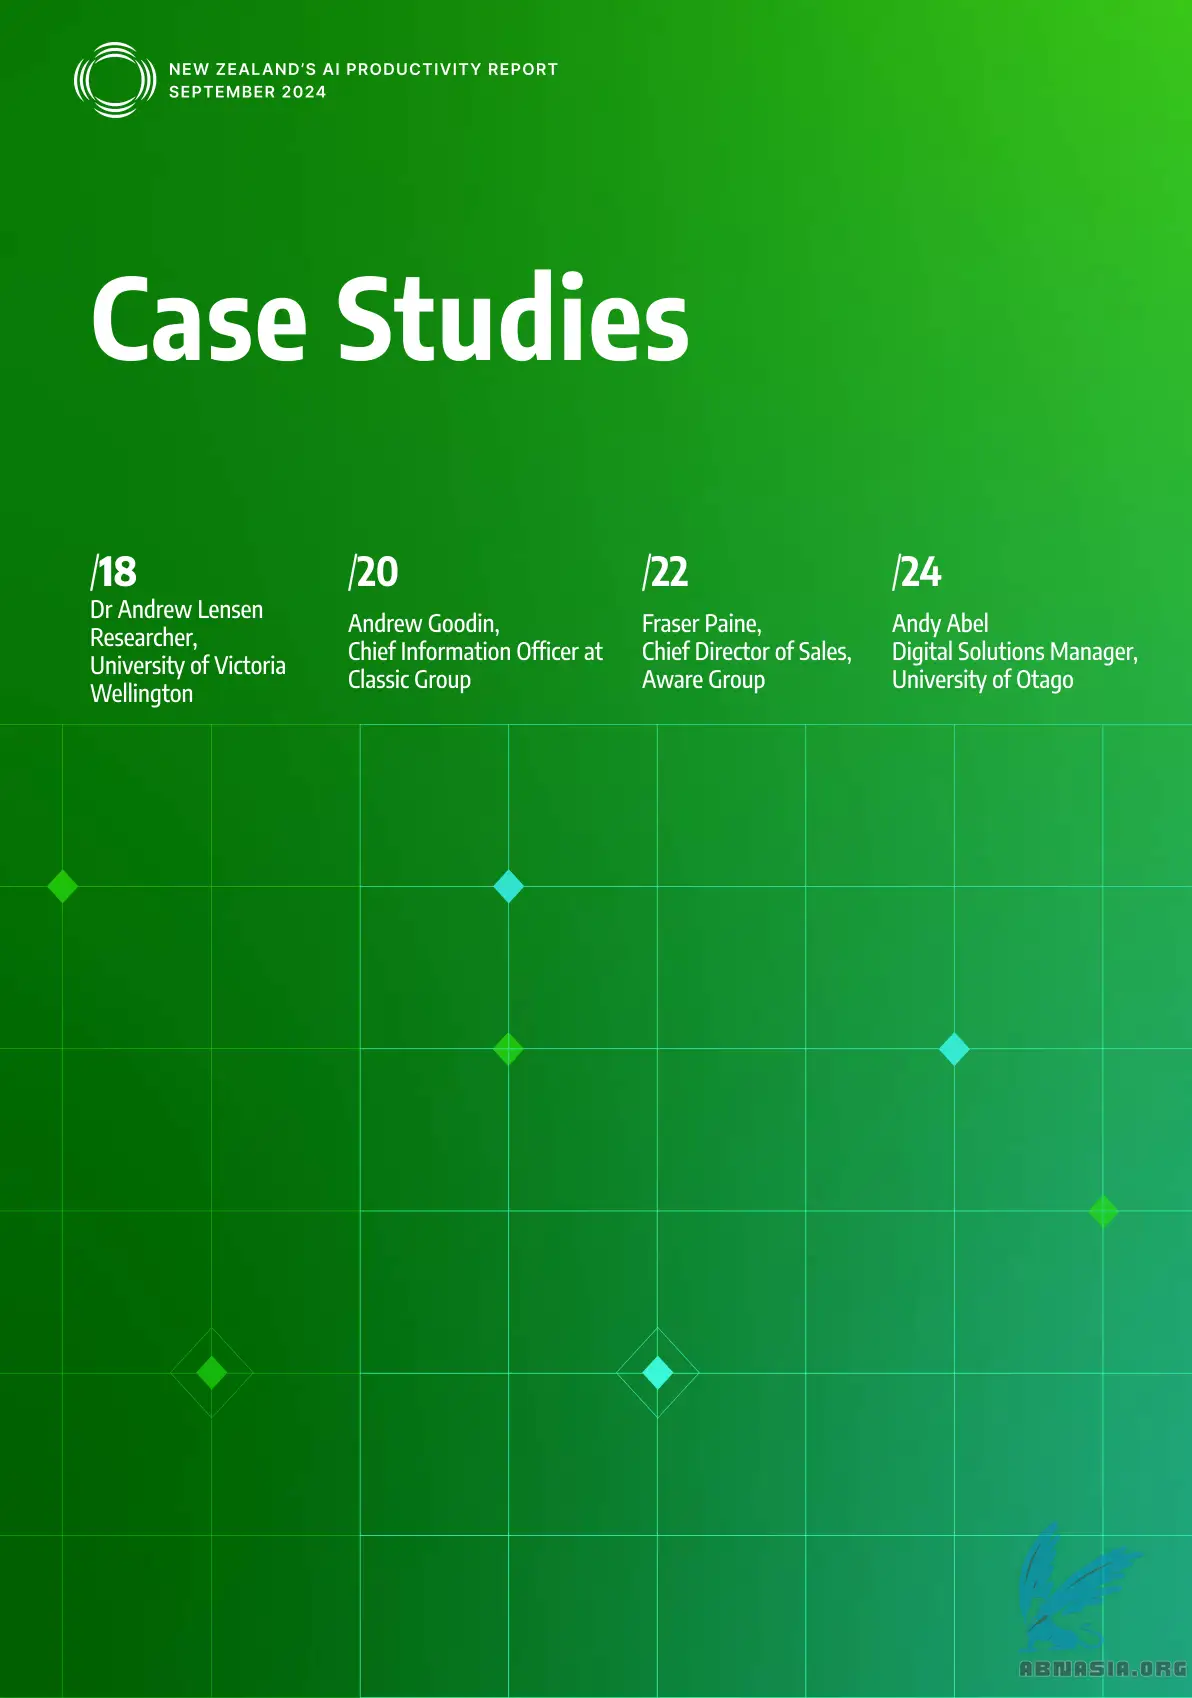 NEW ZEALAND'S AI PRODUCTIVITY REPORT
SEPTEMBER 2024
Case Studies
/18
Dr Andrew Lensen
Researcher,
University of Victoria
Wellington
/20
Andrew Goodin,
Chief Information Officer at
Classic Group
/22
Fraser Paine,
Chief Director of Sales,
Aware Group
/24
Andy Abel
Digital Solutions Manager,
University of Otago
ABNASIA.ORG